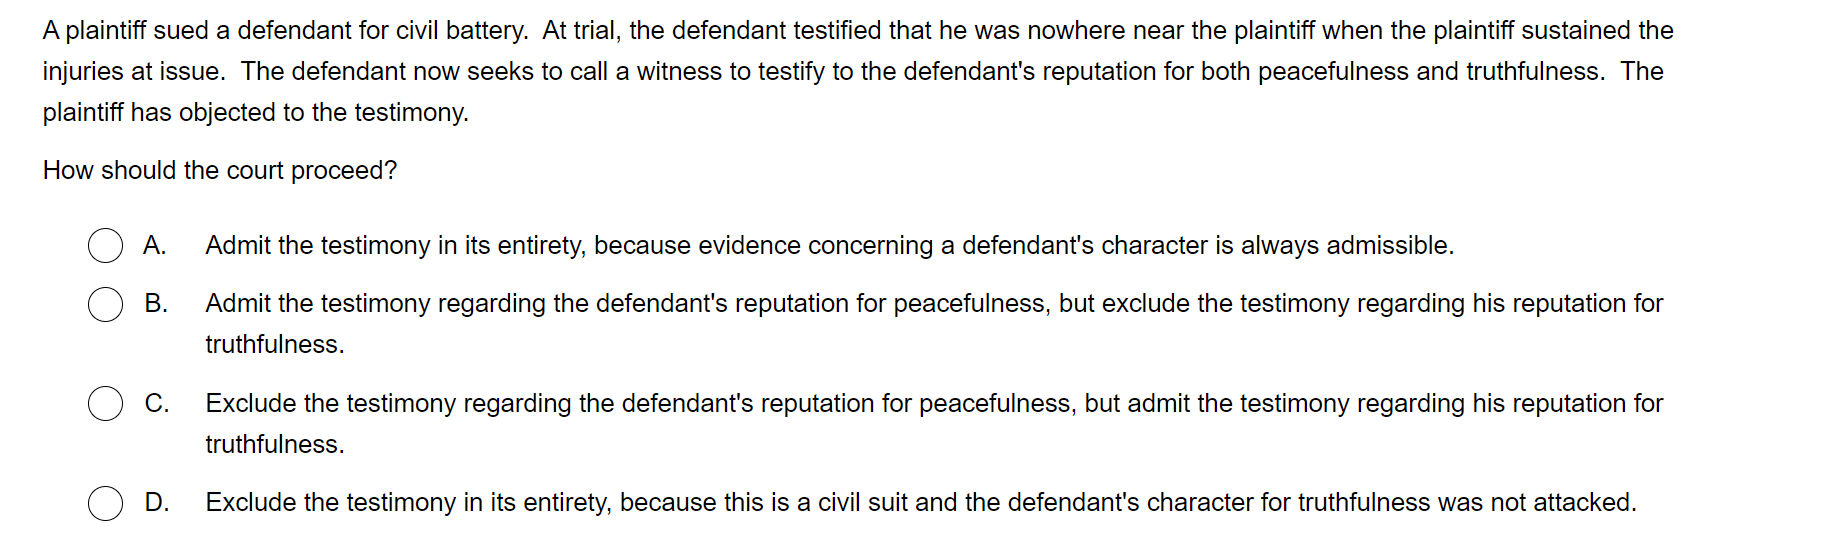 A plaintiff sued a defendant for civil battery.  At trial, the defendant testified that he was nowhere near the plaintiff when the plaintiff sustained the
injuries at issue.  The defendant now seeks to call a witness to testify to the defendant's reputation for both peacefulness and truthfulness.  The
plaintiff has objected to the testimony.
How should the court proceed?
A. Admit the testimony in its entirety, because evidence concerning a defendant's character is always admissible.
B. Admit the testimony regarding the defendant's reputation for peacefulness, but exclude the testimony regarding his reputation for
truthfulness.
C. Exclude the testimony regarding the defendant's reputation for peacefulness, but admit the testimony regarding his reputation for
truthfulness.
D. Exclude the testimony in its entirety, because this is a civil suit and the defendant's character for truthfulness was not attacked.